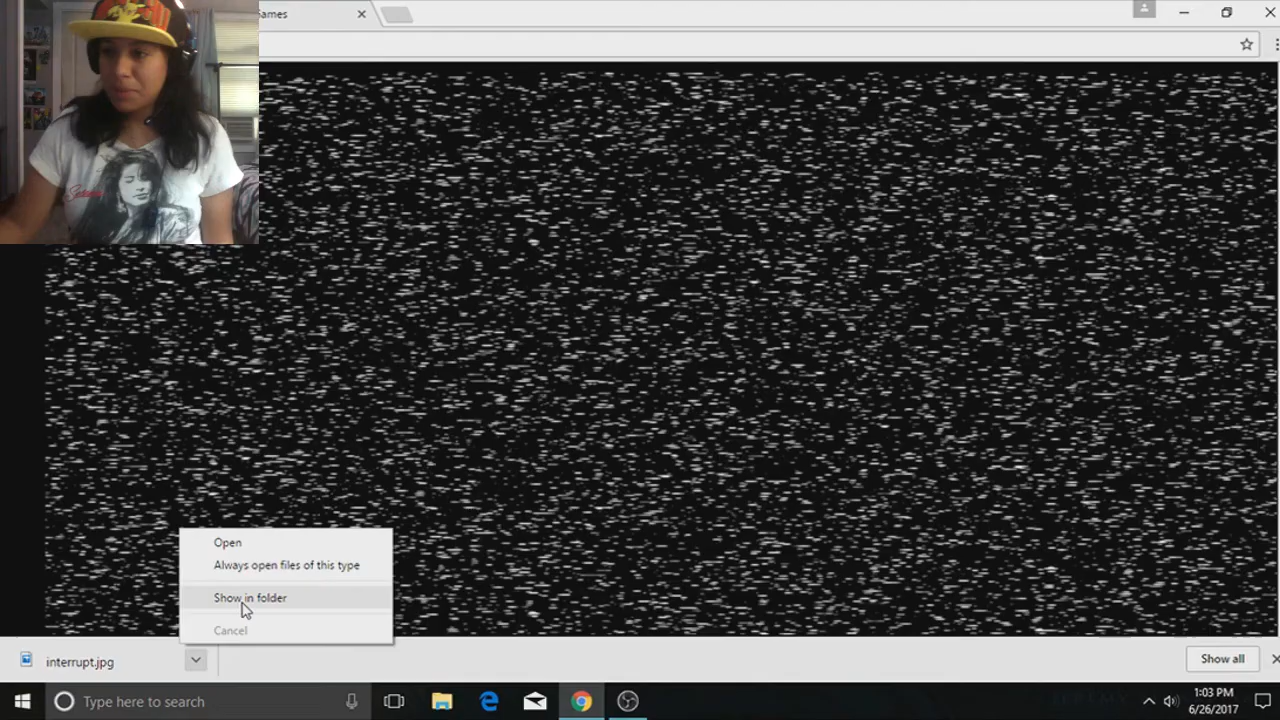 Games
Open
Always open files of this type
Show in folder
Cancel
interrupt.jpg
Show all
Type here to search
1:03 PM
6/26/2017